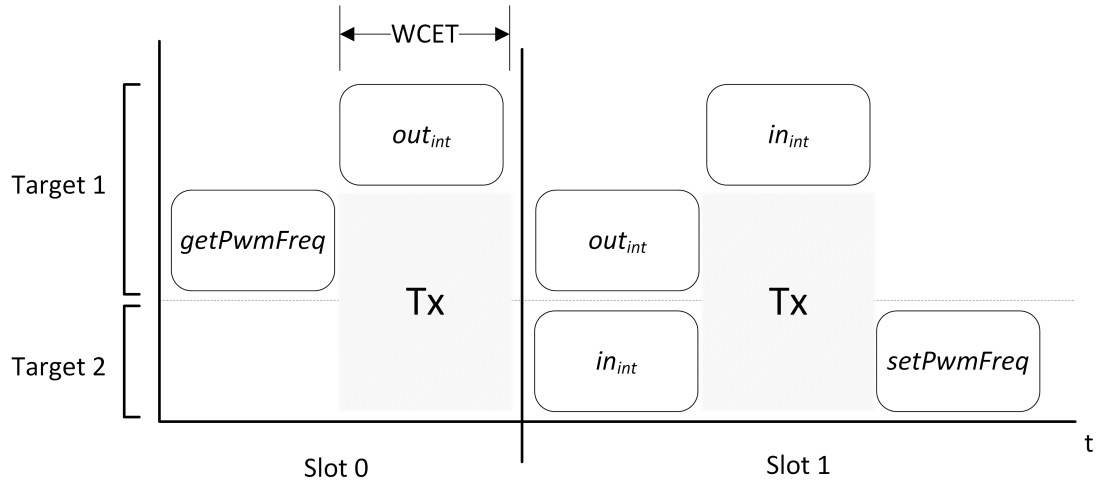 WCET
out_int
in_int
Target 1
getPwmFreq
out_int
Tx
Tx
Target 2
in_int
setPwmFreq
t
Slot 0
Slot 1